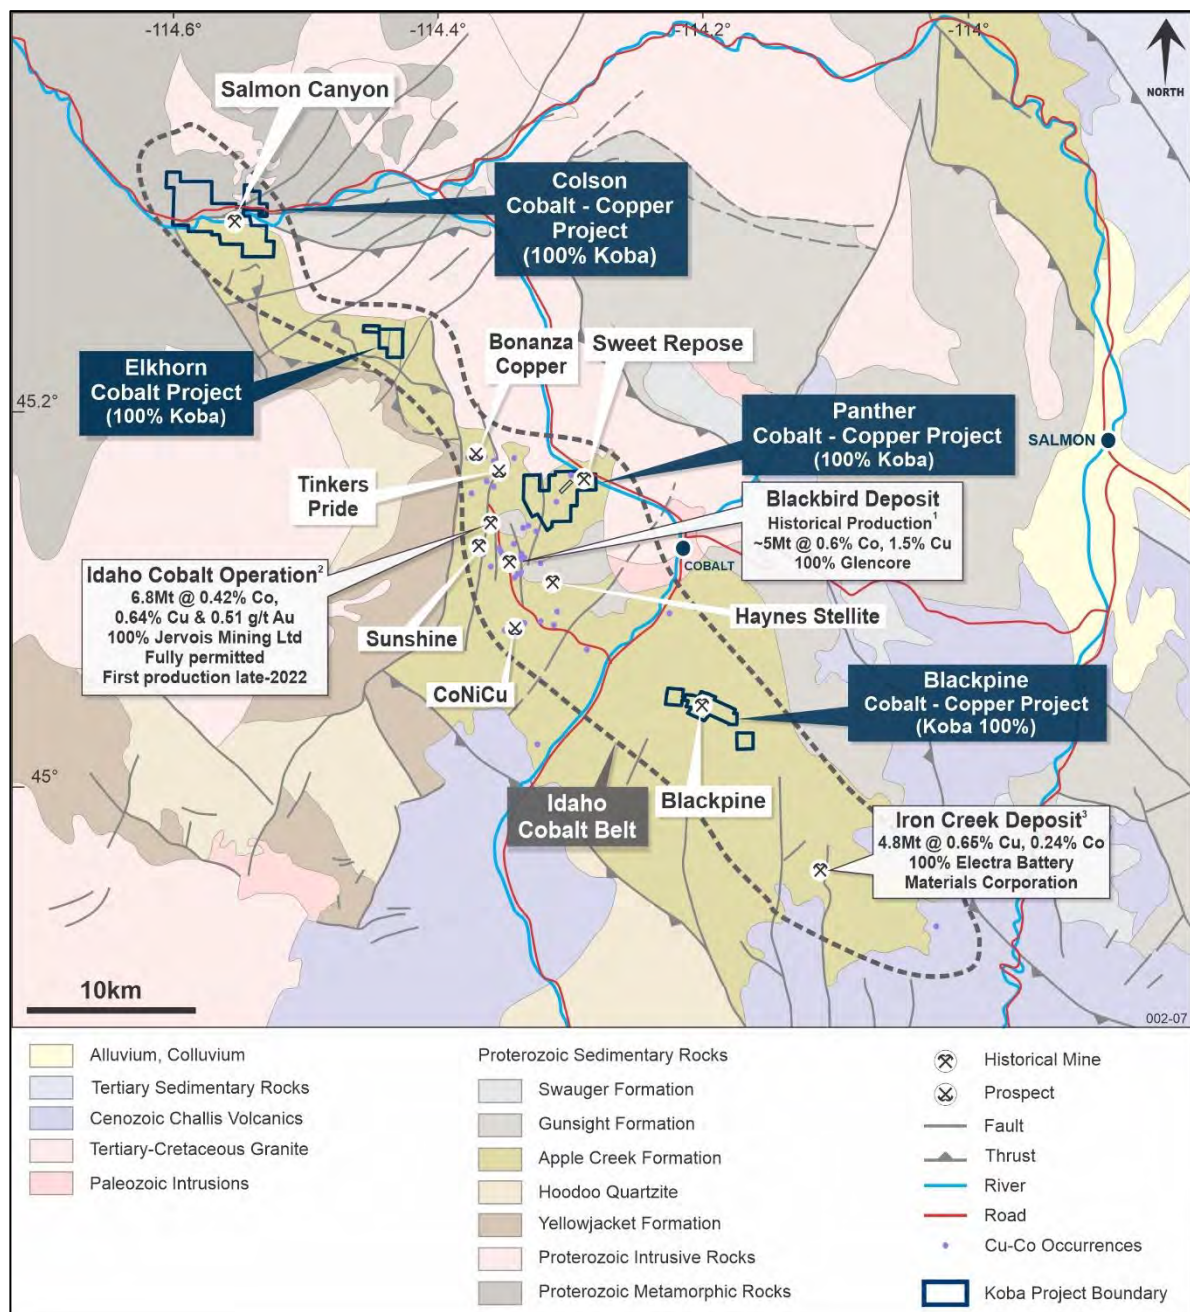 -114.6°
-114.4°
-114.2°
-114°
NORTH
Salmon Canyon
Colson
Cobalt - Copper
Project
(100% Koba)
Elkhorn
Cobalt Project
(100% Koba)
45.2°
Bonanza
Copper
Sweet Repose
Panther
Cobalt - Copper Project
(100% Koba)
SALMON
Tinkers
Pride
Blackbird Deposit
Historical Production¹
~5Mt @ 0.6% Co, 1.5% Cu
100% Glencore
COBALT
Idaho Cobalt Operation²
6.8Mt @ 0.42% Co,
0.64% Cu & 0.51 g/t Au
100% Jervois Mining Ltd
Fully permitted
First production late-2022
Sunshine
Haynes Stellite
CoNiCu
Blackpine
Cobalt - Copper Project
(Koba 100%)
45°
Idaho
Cobalt Belt
Blackpine
Iron Creek Deposit³
4.8Mt @ 0.65% Cu, 0.24% Co
100% Electra Battery
Materials Corporation
10km
002-07
Alluvium, Colluvium
Tertiary Sedimentary Rocks
Cenozoic Challis Volcanics
Tertiary-Cretaceous Granite
Paleozoic Intrusions
Proterozoic Sedimentary Rocks
Swauger Formation
Gunsight Formation
Apple Creek Formation
Hoodoo Quartzite
Yellowjacket Formation
Proterozoic Intrusive Rocks
Proterozoic Metamorphic Rocks
Historical Mine
Prospect
Fault
Thrust
River
Road
Cu-Co Occurrences
Koba Project Boundary